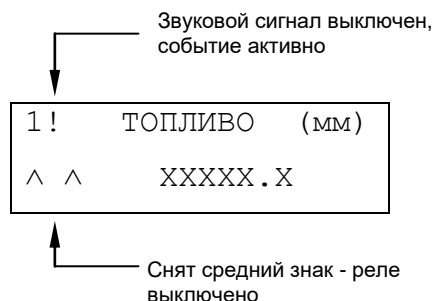 Звуковой сигнал выключен,
событие активно
1! ТОПЛИВО (мм)
^ ^ XXXXX.X
Снят средний знак - реле
выключено